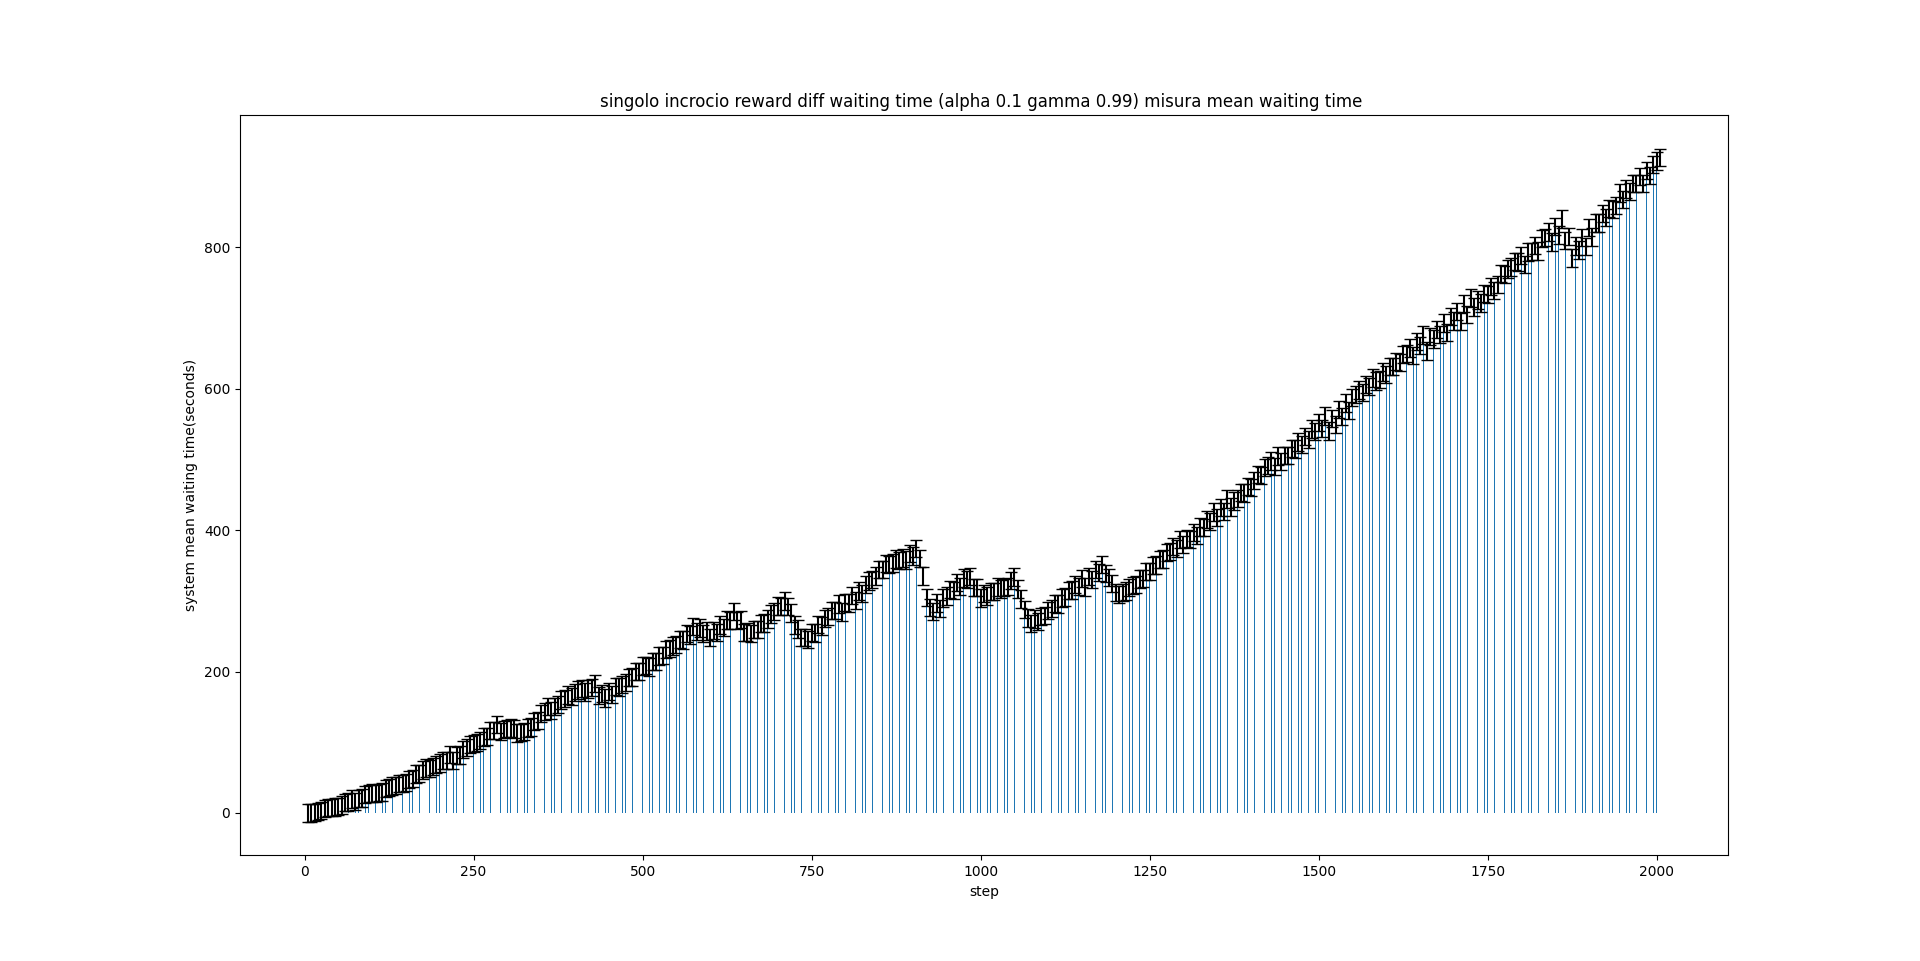 singolo incrocio reward diff waiting time (alpha 0.1 gamma 0.99) misura mean waiting time
system mean waiting time(seconds)
800
600
400
200
0
0 250 500 750 1000 1250 1500 1750 2000
step